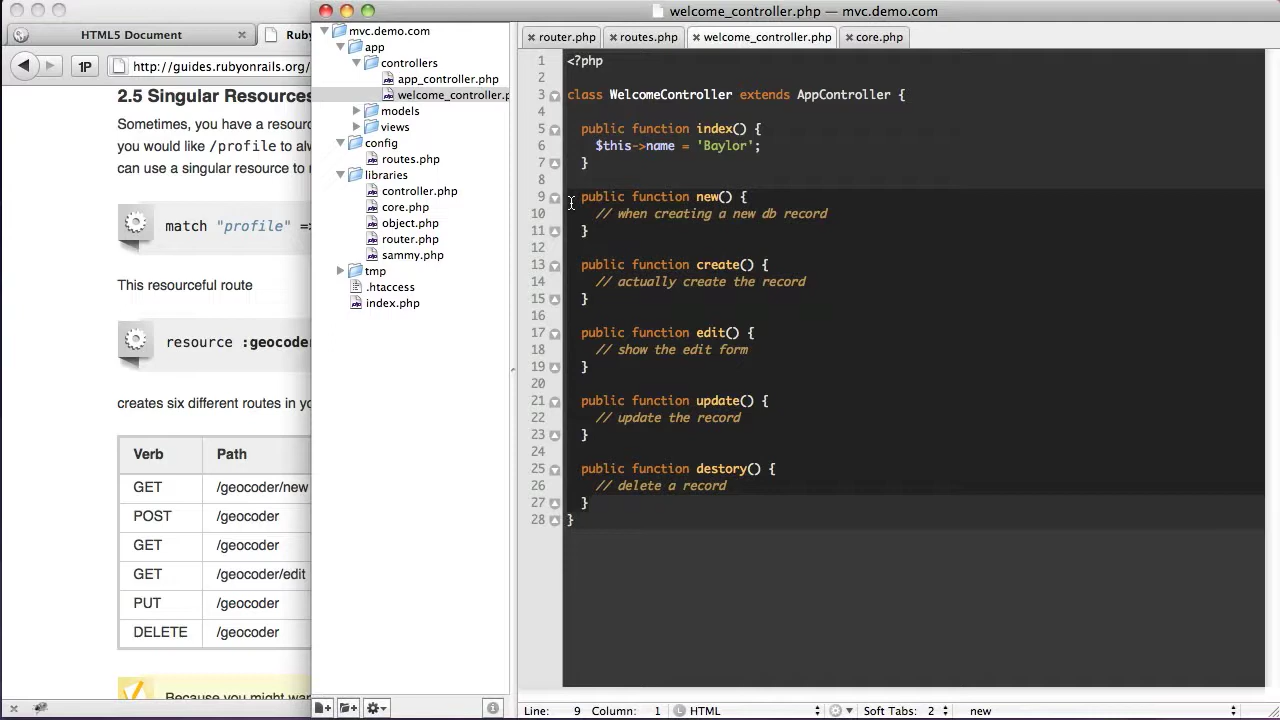 welcome_controller.php — mvc.demo.com
HTML5 Document
Ruby
1P
http://guides.rubyonrails.org/
2.5 Singular Resources
Sometimes, you have a resourc
you would like /profile to alw
can use a singular resource to
match "profile" =>
This resourceful route
resource :geocoder
creates six different routes in yo
Verb Path
GET /geocoder/new
POST /geocoder
GET /geocoder
GET /geocoder/edit
PUT /geocoder
DELETE /geocoder
Because you might wan
mvc.demo.com
app
controllers
app_controller.php
welcome_controller.p
models
views
config
routes.php
libraries
controller.php
core.php
object.php
router.php
sammy.php
tmp
.htaccess
index.php
router.php routes.php welcome_controller.php core.php
1 <?php
2
3 class WelcomeController extends AppController {
4
5 public function index() {
6 $this->name = 'Baylor';
7 }
8
9 public function new() {
10 // when creating a new db record
11 }
12
13 public function create() {
14 // actually create the record
15 }
16
17 public function edit() {
18 // show the edit form
19 }
20
21 public function update() {
22 // update the record
23 }
24
25 public function destory() {
26 // delete a record
27 }
28 }
Line: 9 Column: 1 HTML Soft Tabs: 2 new